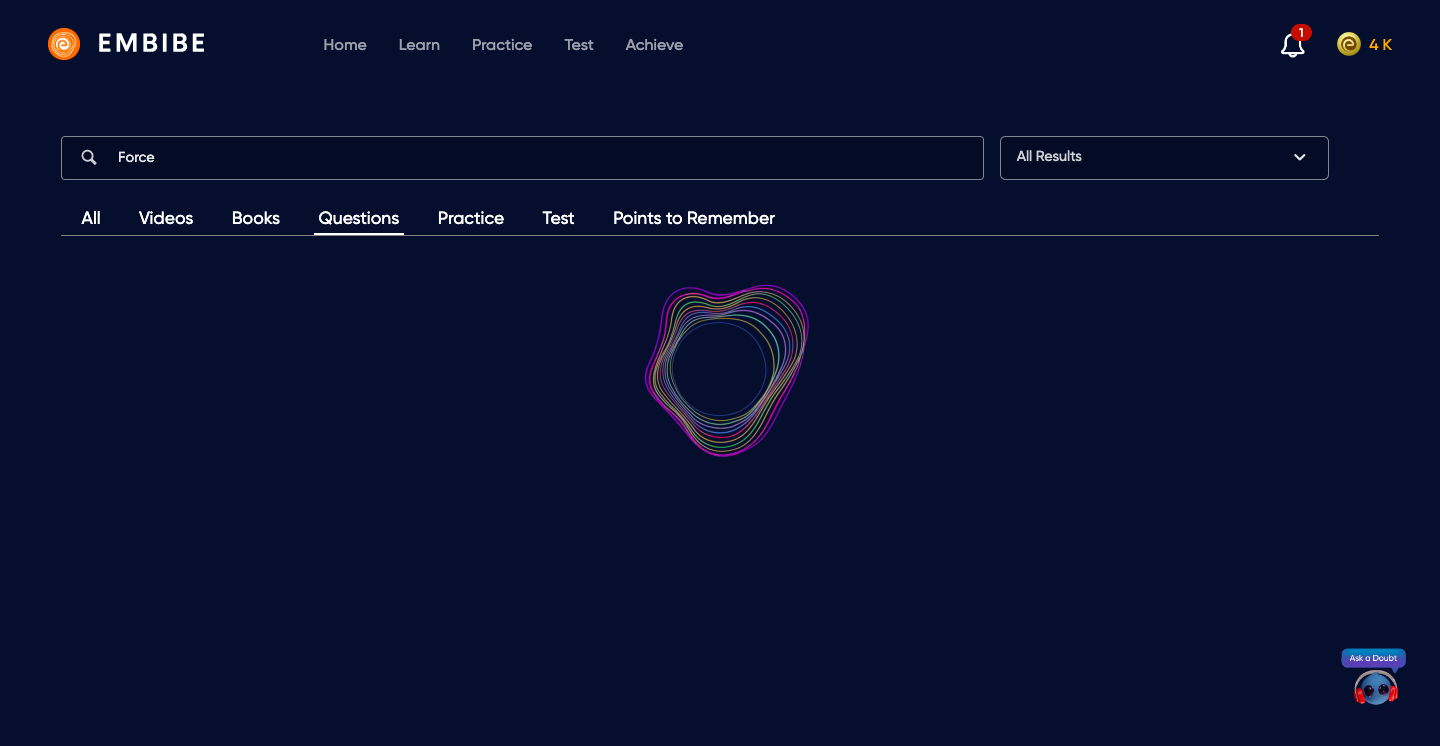 EMBIBE
Home Learn Practice Test Achieve
1
4 K
Force
All Results
All Videos Books Questions Practice Test Points to Remember
Ask a Doubt